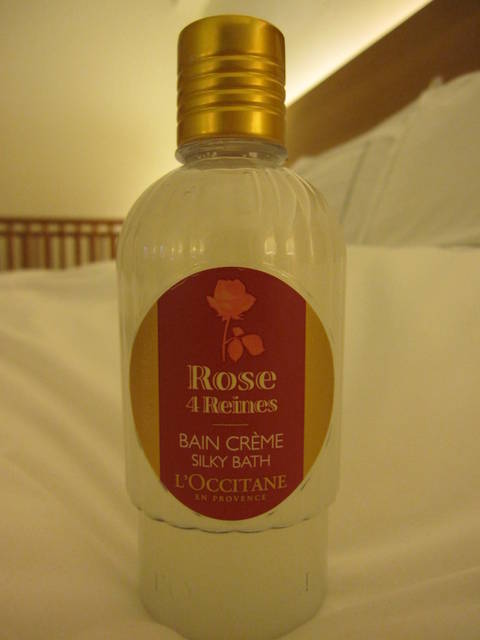 Rose
4 Reines
BAIN CRÈME
SILKY BATH
L'OCCITANE
EN PROVENCE